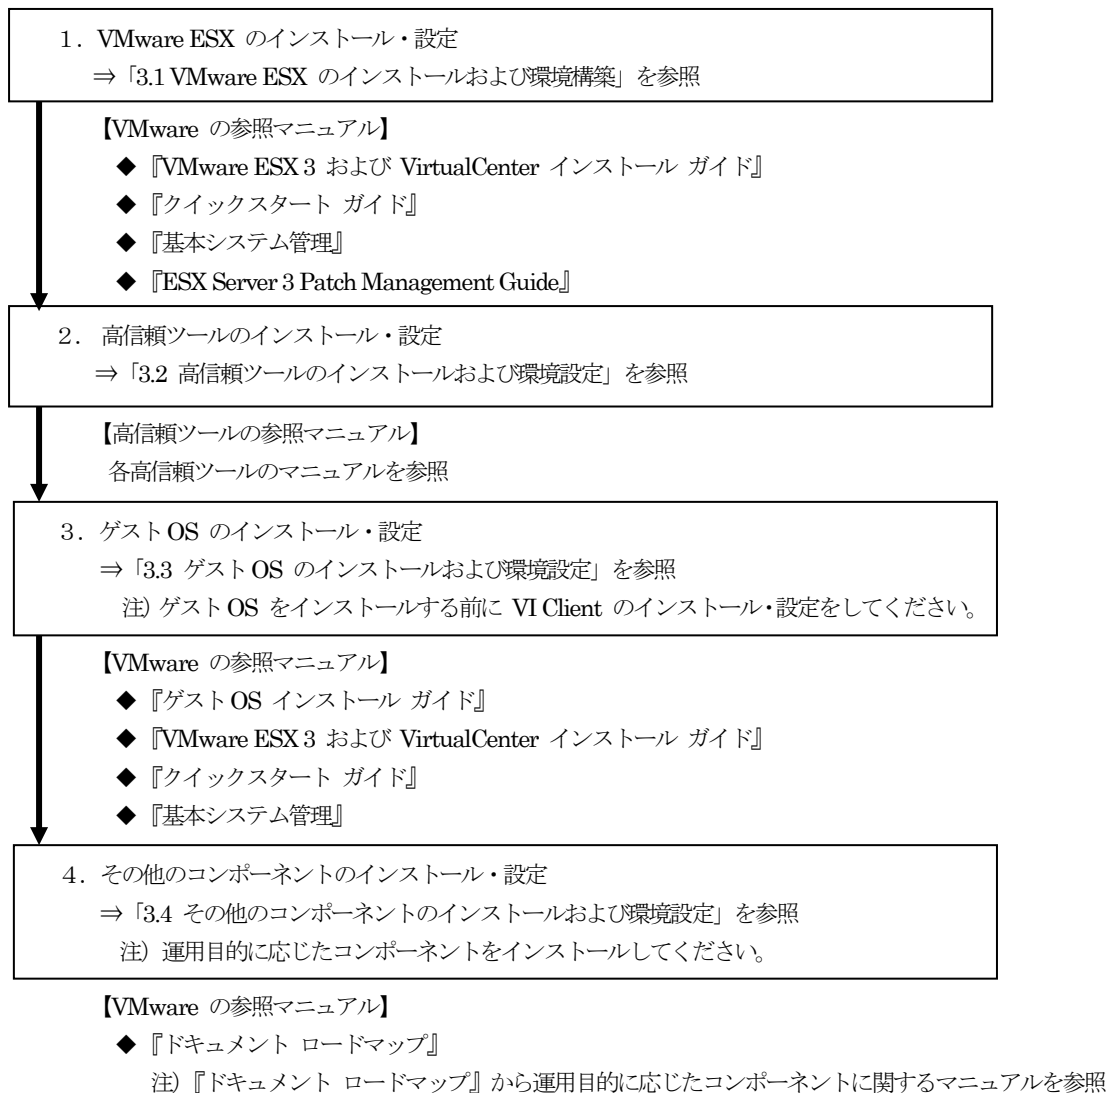 １．VMware ESX のインストール・設定
⇒「3.1 VMware ESX のインストールおよび環境構築」を参照
【VMware の参照マニュアル】
◆『VMware ESX 3 および VirtualCenter インストール ガイド』
◆『クイックスタート ガイド』
◆『基本システム管理』
◆『ESX Server 3 Patch Management Guide』
２．高信頼ツールのインストール・設定
⇒「3.2 高信頼ツールのインストールおよび環境設定」を参照
【高信頼ツールの参照マニュアル】
各高信頼ツールのマニュアルを参照
３．ゲスト OS のインストール・設定
⇒「3.3 ゲスト OS のインストールおよび環境設定」を参照
注）ゲスト OS をインストールする前に VI Client のインストール・設定をしてください。
【VMware の参照マニュアル】
◆『ゲスト OS インストール ガイド』
◆『VMware ESX 3 および VirtualCenter インストール ガイド』
◆『クイックスタート ガイド』
◆『基本システム管理』
４．その他のコンポーネントのインストール・設定
⇒「3.4 その他のコンポーネントのインストールおよび環境設定」を参照
注）運用目的に応じたコンポーネントをインストールしてください。
【VMware の参照マニュアル】
◆『ドキュメント ロードマップ』
注）『ドキュメント ロードマップ』から運用目的に応じたコンポーネントに関するマニュアルを参照